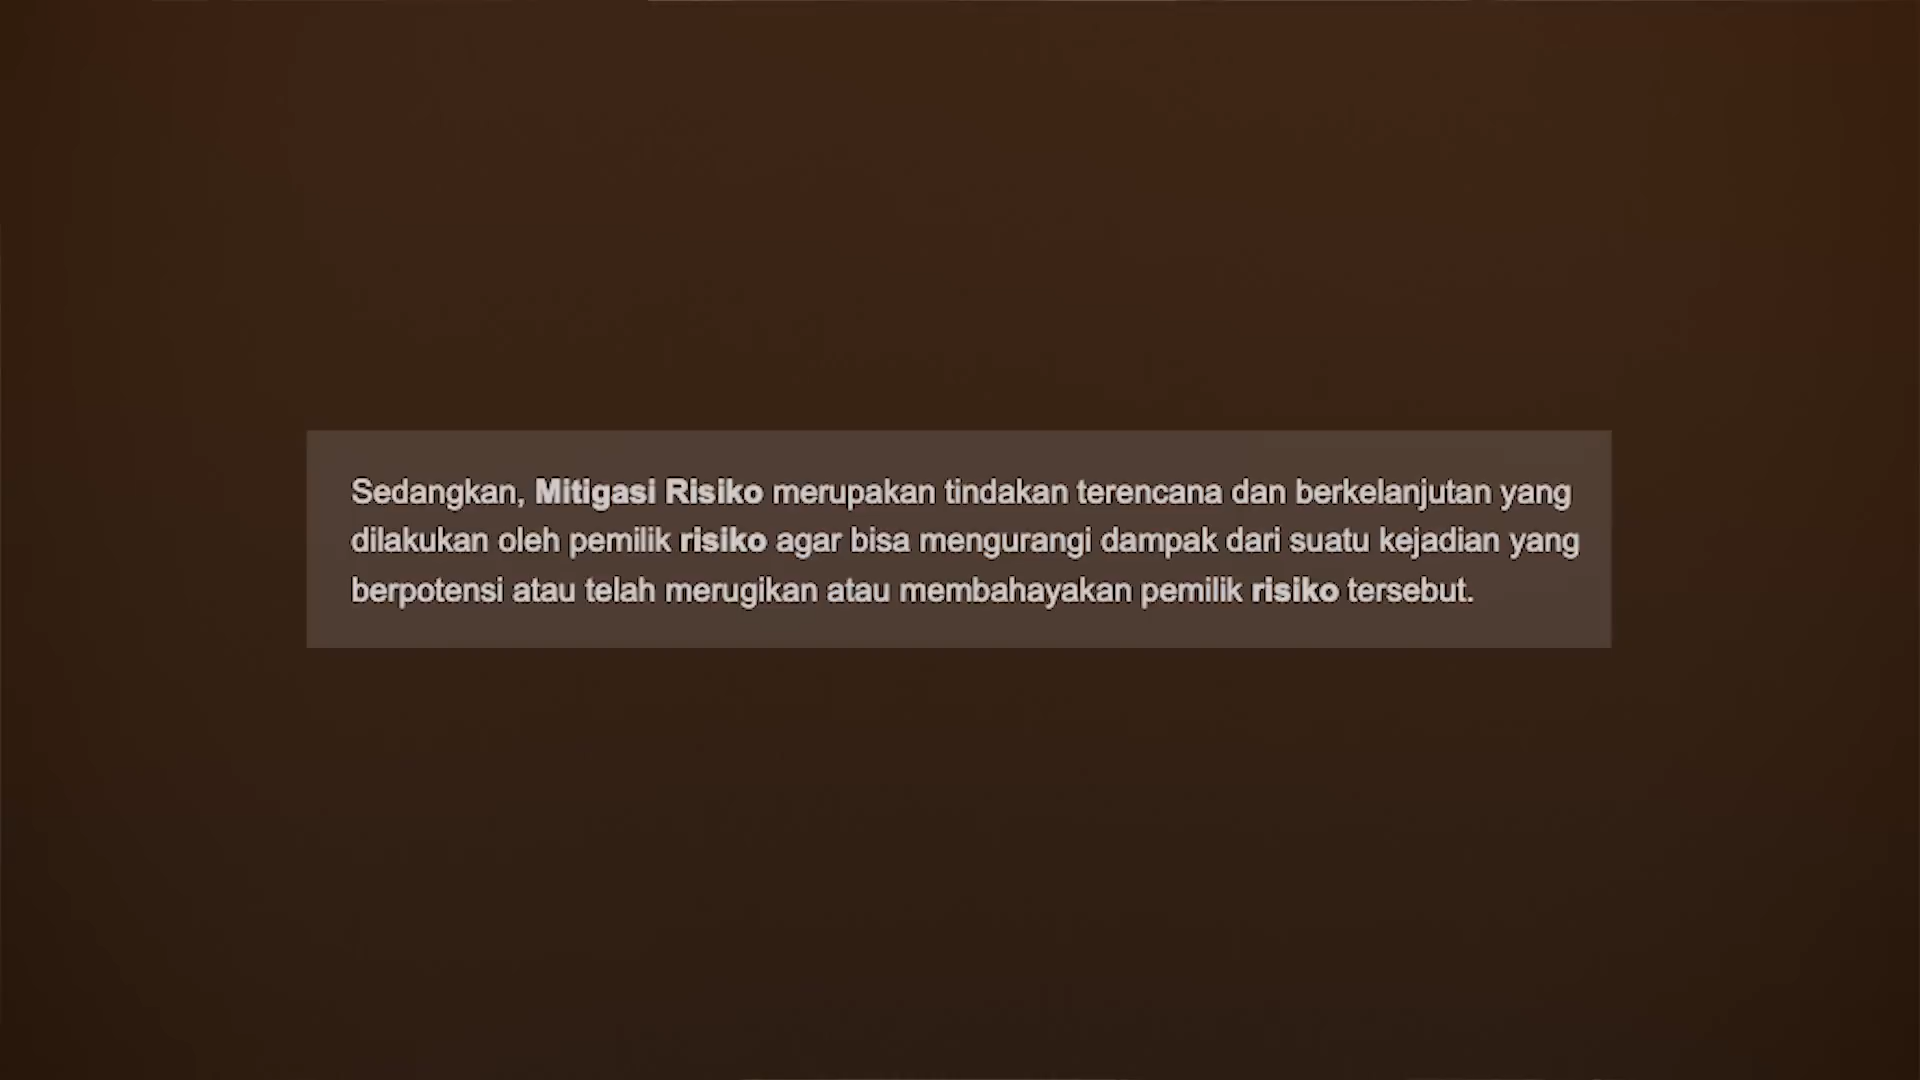 Sedangkan, Mitigasi Risiko merupakan tindakan terencana dan berkelanjutan yang
dilakukan oleh pemilik risiko agar bisa mengurangi dampak dari suatu kejadian yang
berpotensi atau telah merugikan atau membahayakan pemilik risiko tersebut.